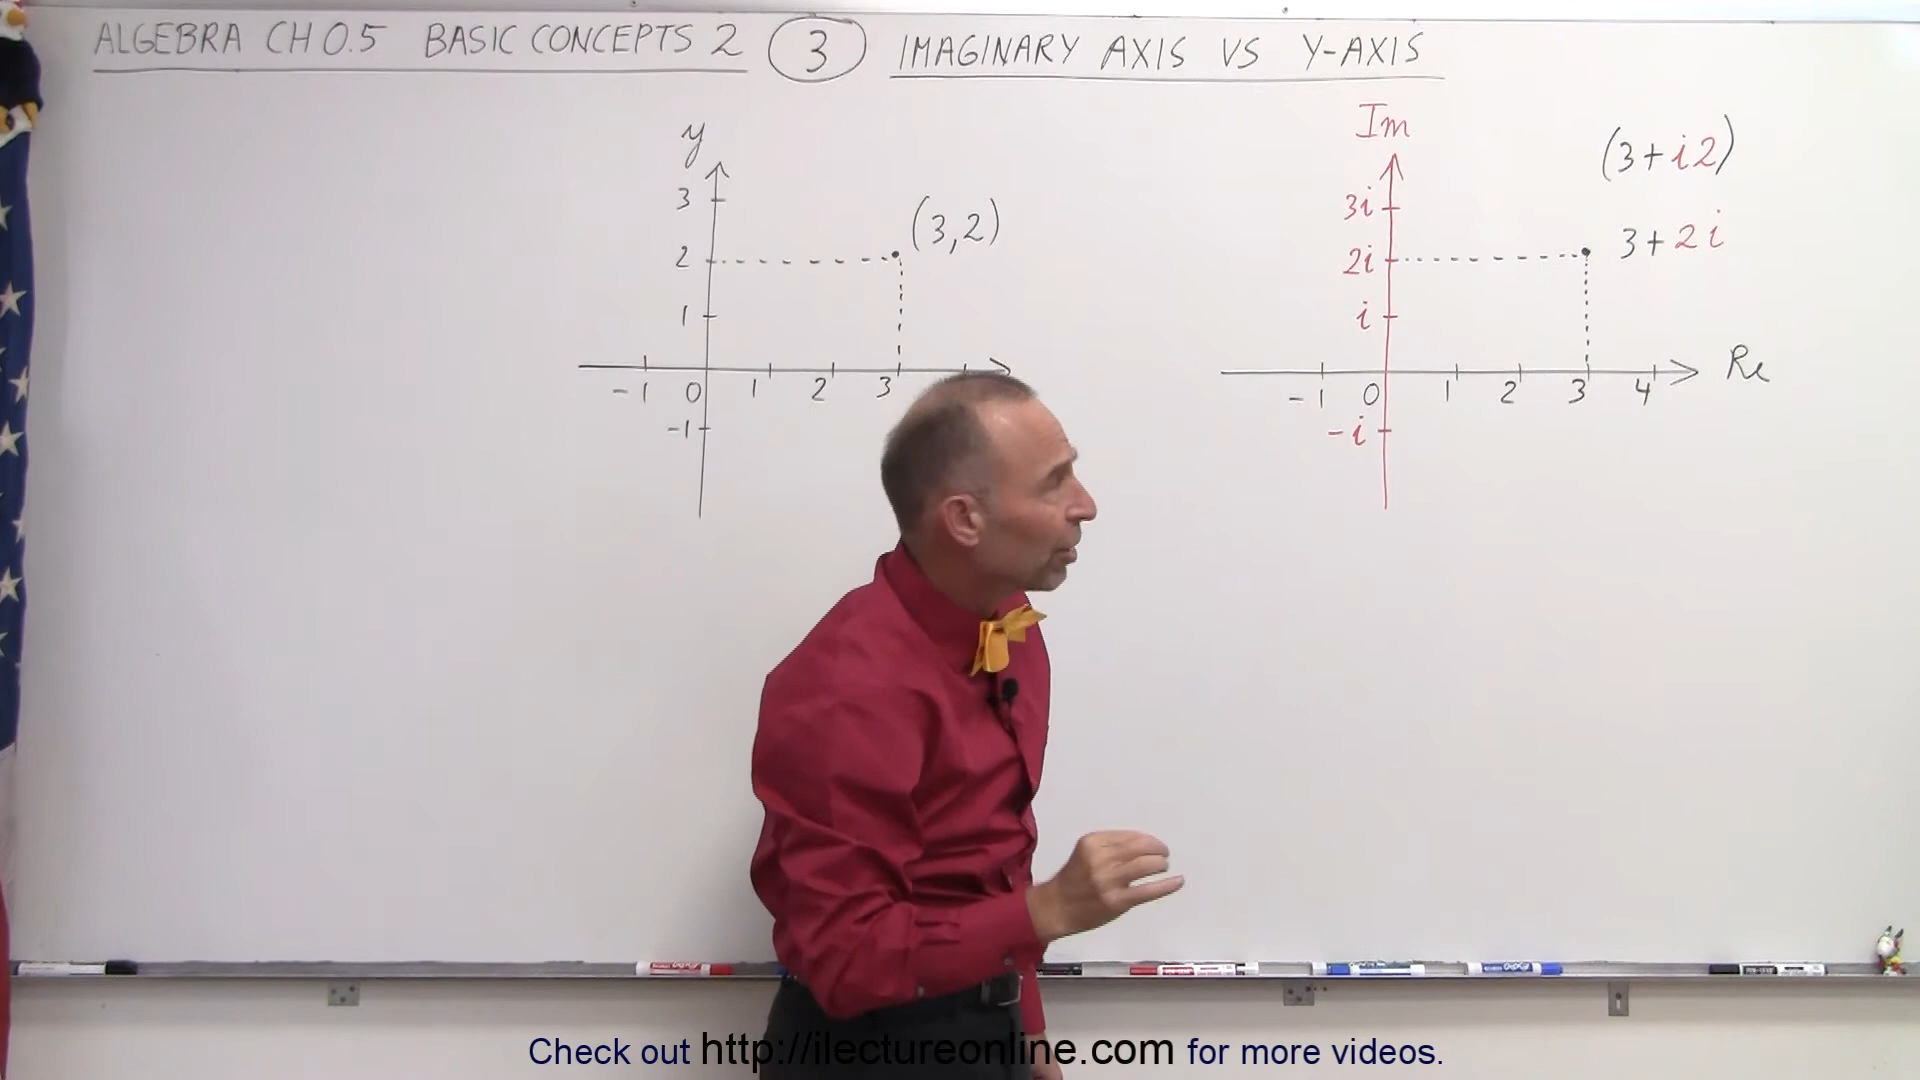 ALGEBRA CH 0.5 BASIC CONCEPTS 2 3 IMAGINARY AXIS VS Y-AXIS
y
3
2
1
-1 0 1 2 3
-1
(3,2)
Im
3i
2i
i
-1 0 1 2 3 4 Re
-i
(3+i2)
3+2i
Check out http://ilectureonline.com for more videos.